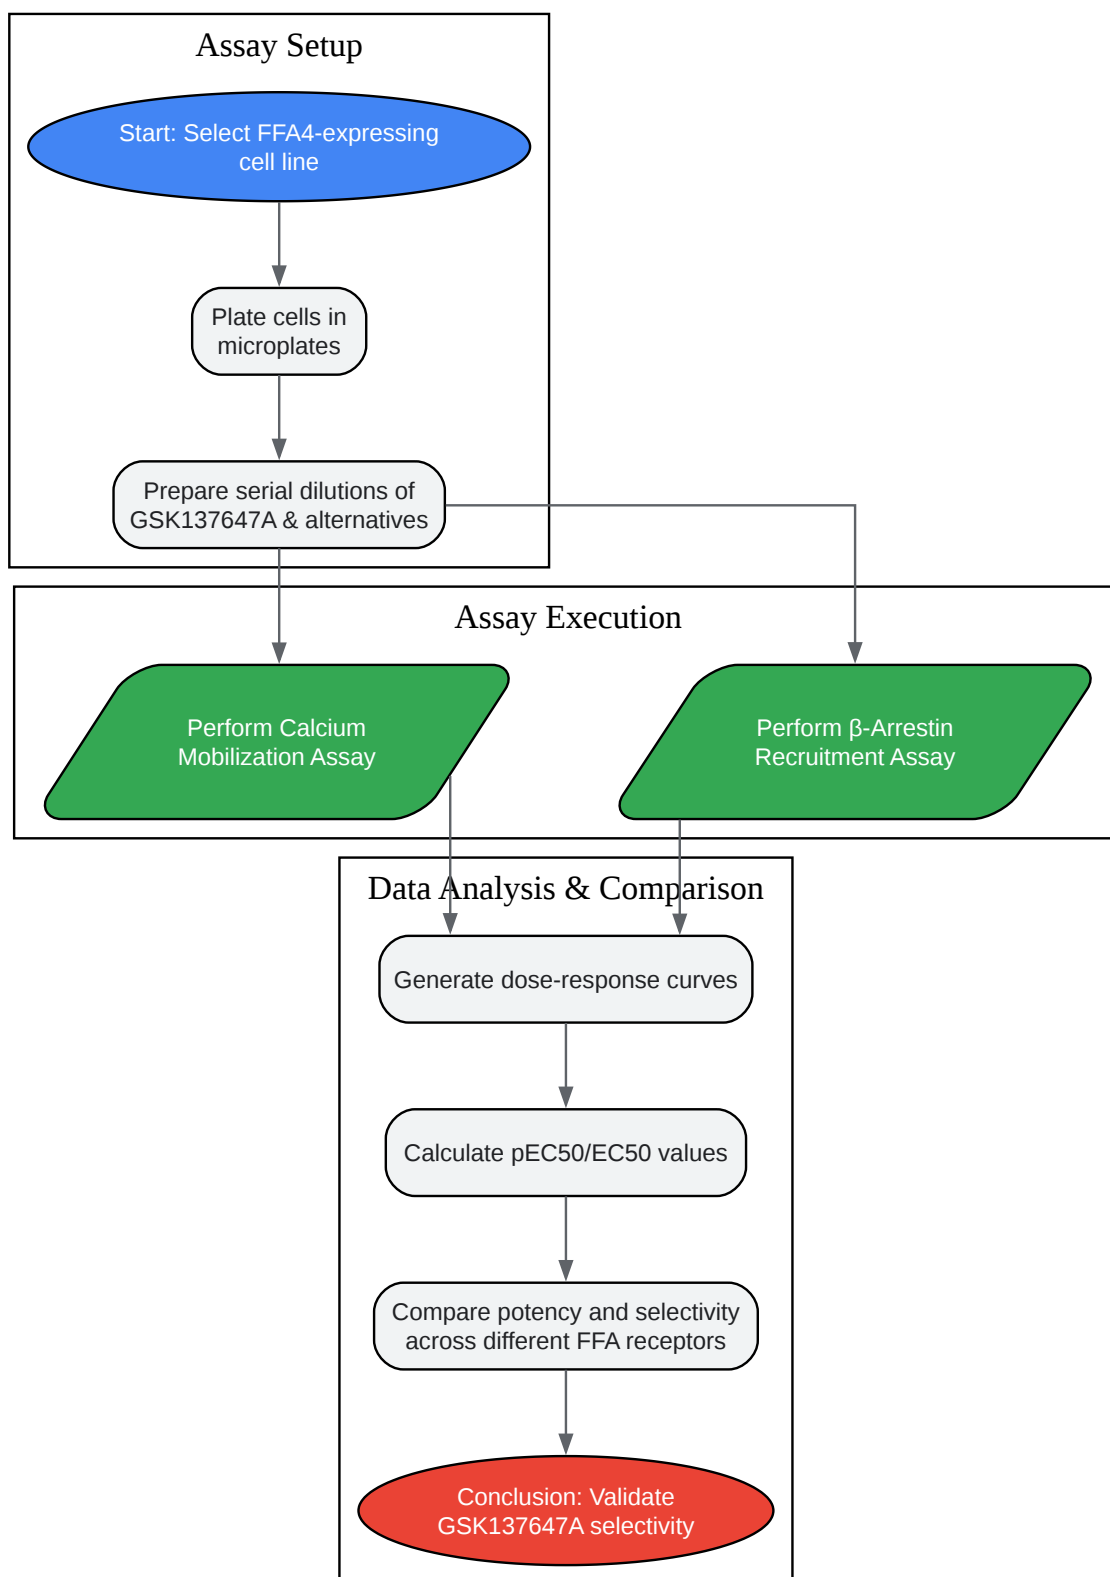 Assay Setup
Start: Select FFA4-expressing
cell line
Plate cells in
microplates
Prepare serial dilutions of
GSK137647A & alternatives
Assay Execution
Perform Calcium
Mobilization Assay
Perform β-Arrestin
Recruitment Assay
Data Analysis & Comparison
Generate dose-response curves
Calculate pEC50/EC50 values
Compare potency and selectivity
across different FFA receptors
Conclusion: Validate
GSK137647A selectivity